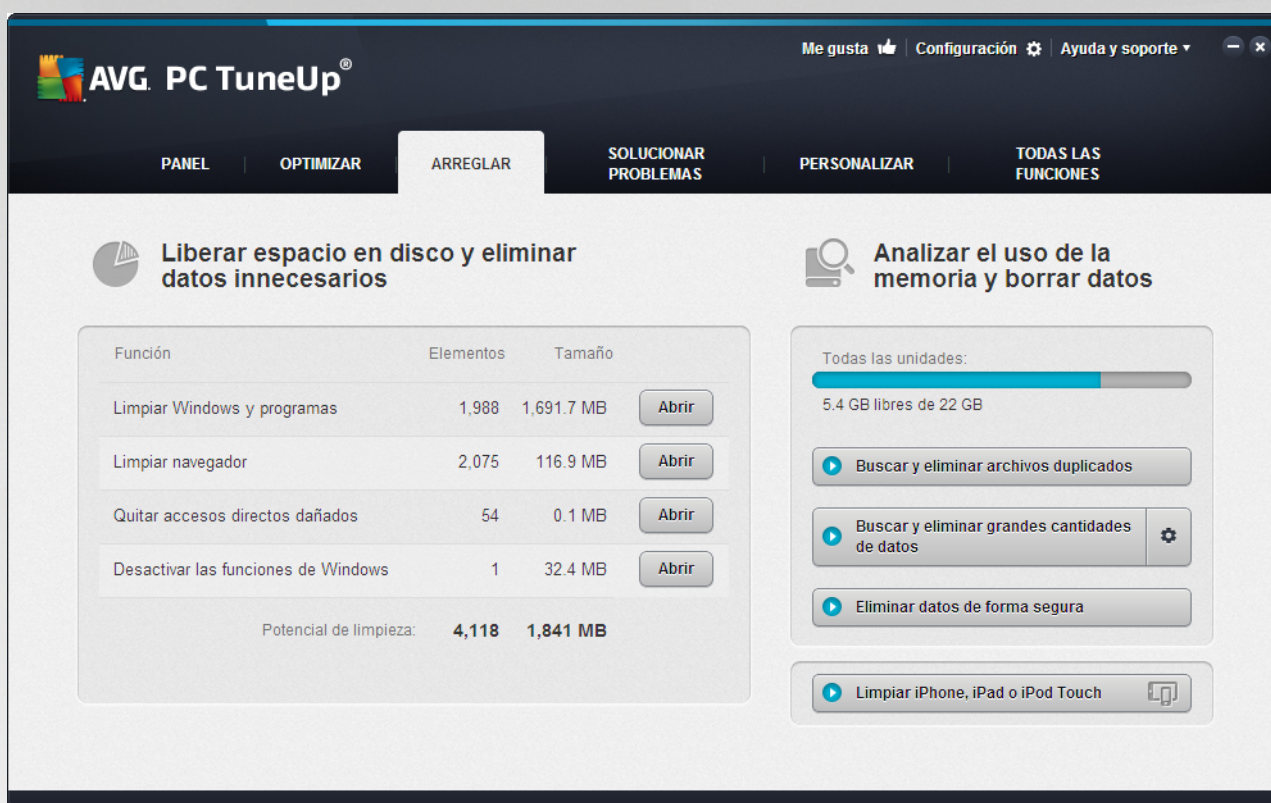 Me gusta Configuración Ayuda y soporte
AVG. PC TuneUp®
PANEL OPTIMIZAR ARREGLAR SOLUCIONAR PROBLEMAS PERSONALIZAR TODAS LAS FUNCIONES
Liberar espacio en disco y eliminar
datos innecesarios
Función Elementos Tamaño
Limpiar Windows y programas 1,988 1,691.7 MB Abrir
Limpiar navegador 2,075 116.9 MB Abrir
Quitar accesos directos dañados 54 0.1 MB Abrir
Desactivar las funciones de Windows 1 32.4 MB Abrir
Potencial de limpieza: 4,118 1,841 MB
Analizar el uso de la
memoria y borrar datos
Todas las unidades:
5.4 GB libres de 22 GB
Buscar y eliminar archivos duplicados
Buscar y eliminar grandes cantidades
de datos
Eliminar datos de forma segura
Limpiar iPhone, iPad o iPod Touch